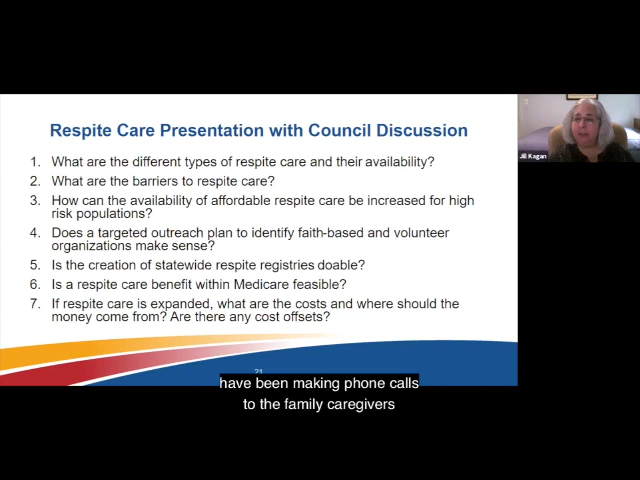 Respite Care Presentation with Council Discussion
1. What are the different types of respite care and their availability?
2. What are the barriers to respite care?
3. How can the availability of affordable respite care be increased for high
risk populations?
4. Does a targeted outreach plan to identify faith-based and volunteer
organizations make sense?
5. Is the creation of statewide respite registries doable?
6. Is a respite care benefit within Medicare feasible?
7. If respite care is expanded, what are the costs and where should the
money come from? Are there any cost offsets?
Jill Kagan
21
have been making phone calls
to the family caregivers